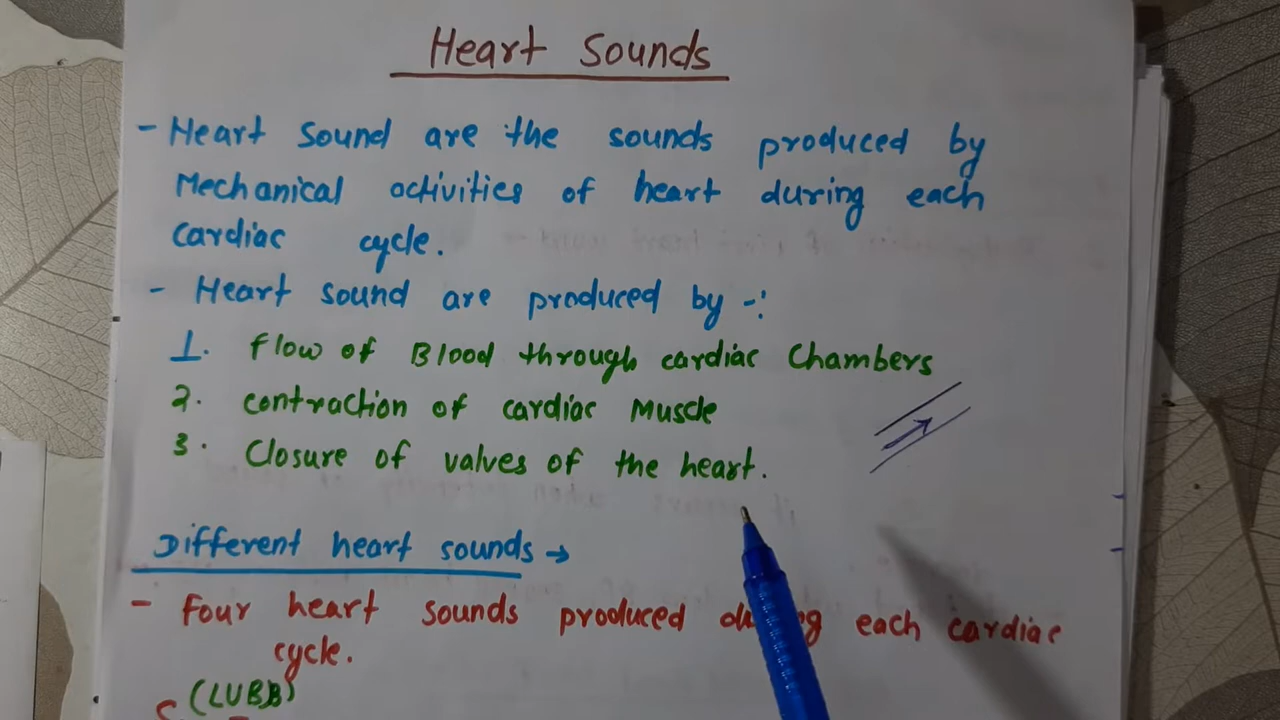 Heart Sounds
- Heart Sound are the sounds produced by
Mechanical activities of heart during each
cardiac cycle.
- Heart sound are produced by -:
1. Flow of Blood through cardiac Chambers
2. contraction of cardiac Muscle
3. Closure of valves of the heart.
Different heart sounds →
- Four heart sounds produced during each cardiac
cycle.
(LUBB)